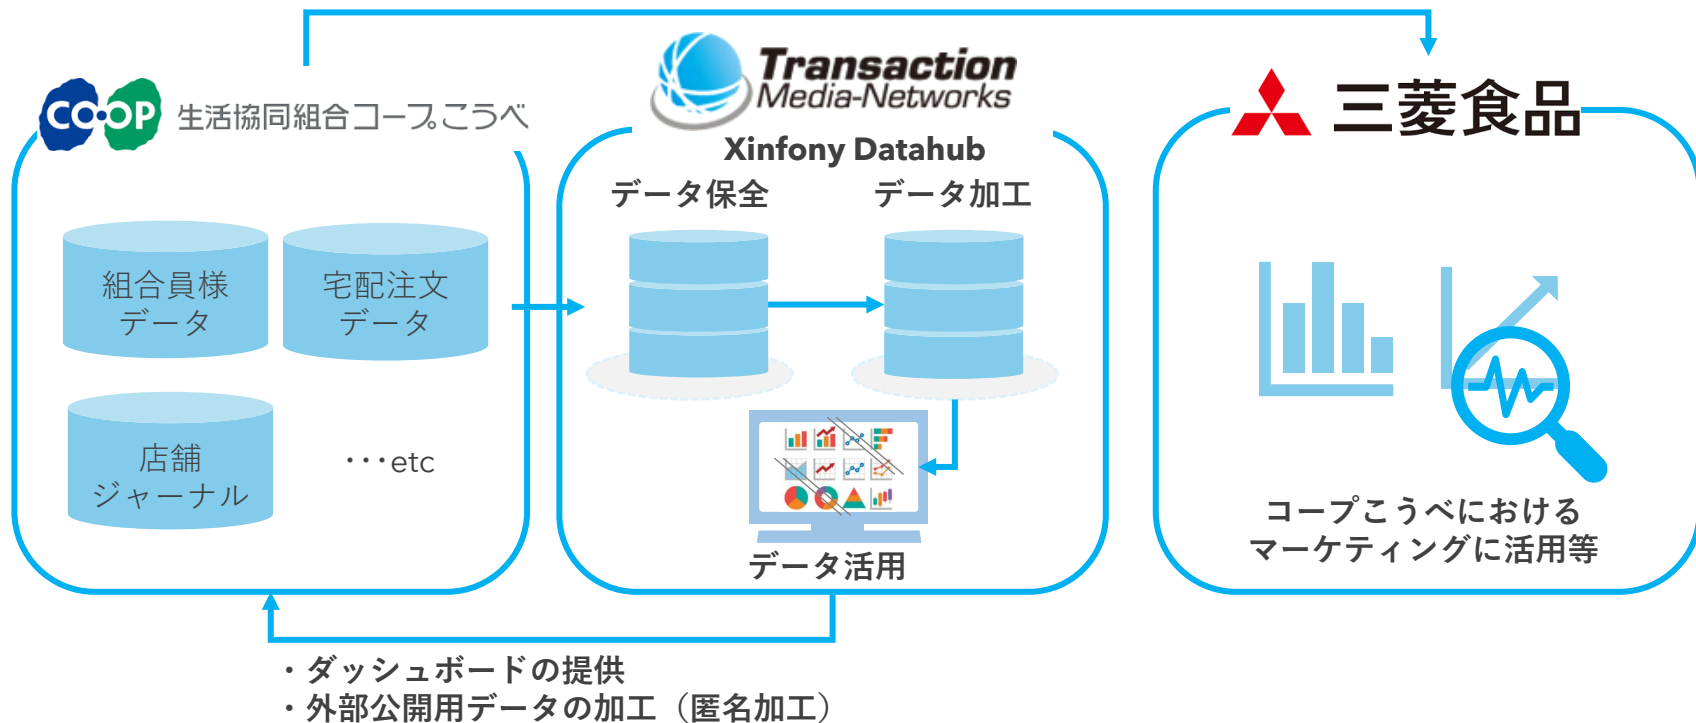 CO・OP 生活協同組合コープこうべ
組合員様
データ
宅配注文
データ
店舗
ジャーナル
・・・etc
Transaction
Media-Networks
Xinfony Datahub
データ保全
データ加工
データ活用
三菱食品
コープこうべにおける
マーケティングに活用等
・ダッシュボードの提供
・外部公開用データの加工（匿名加工）